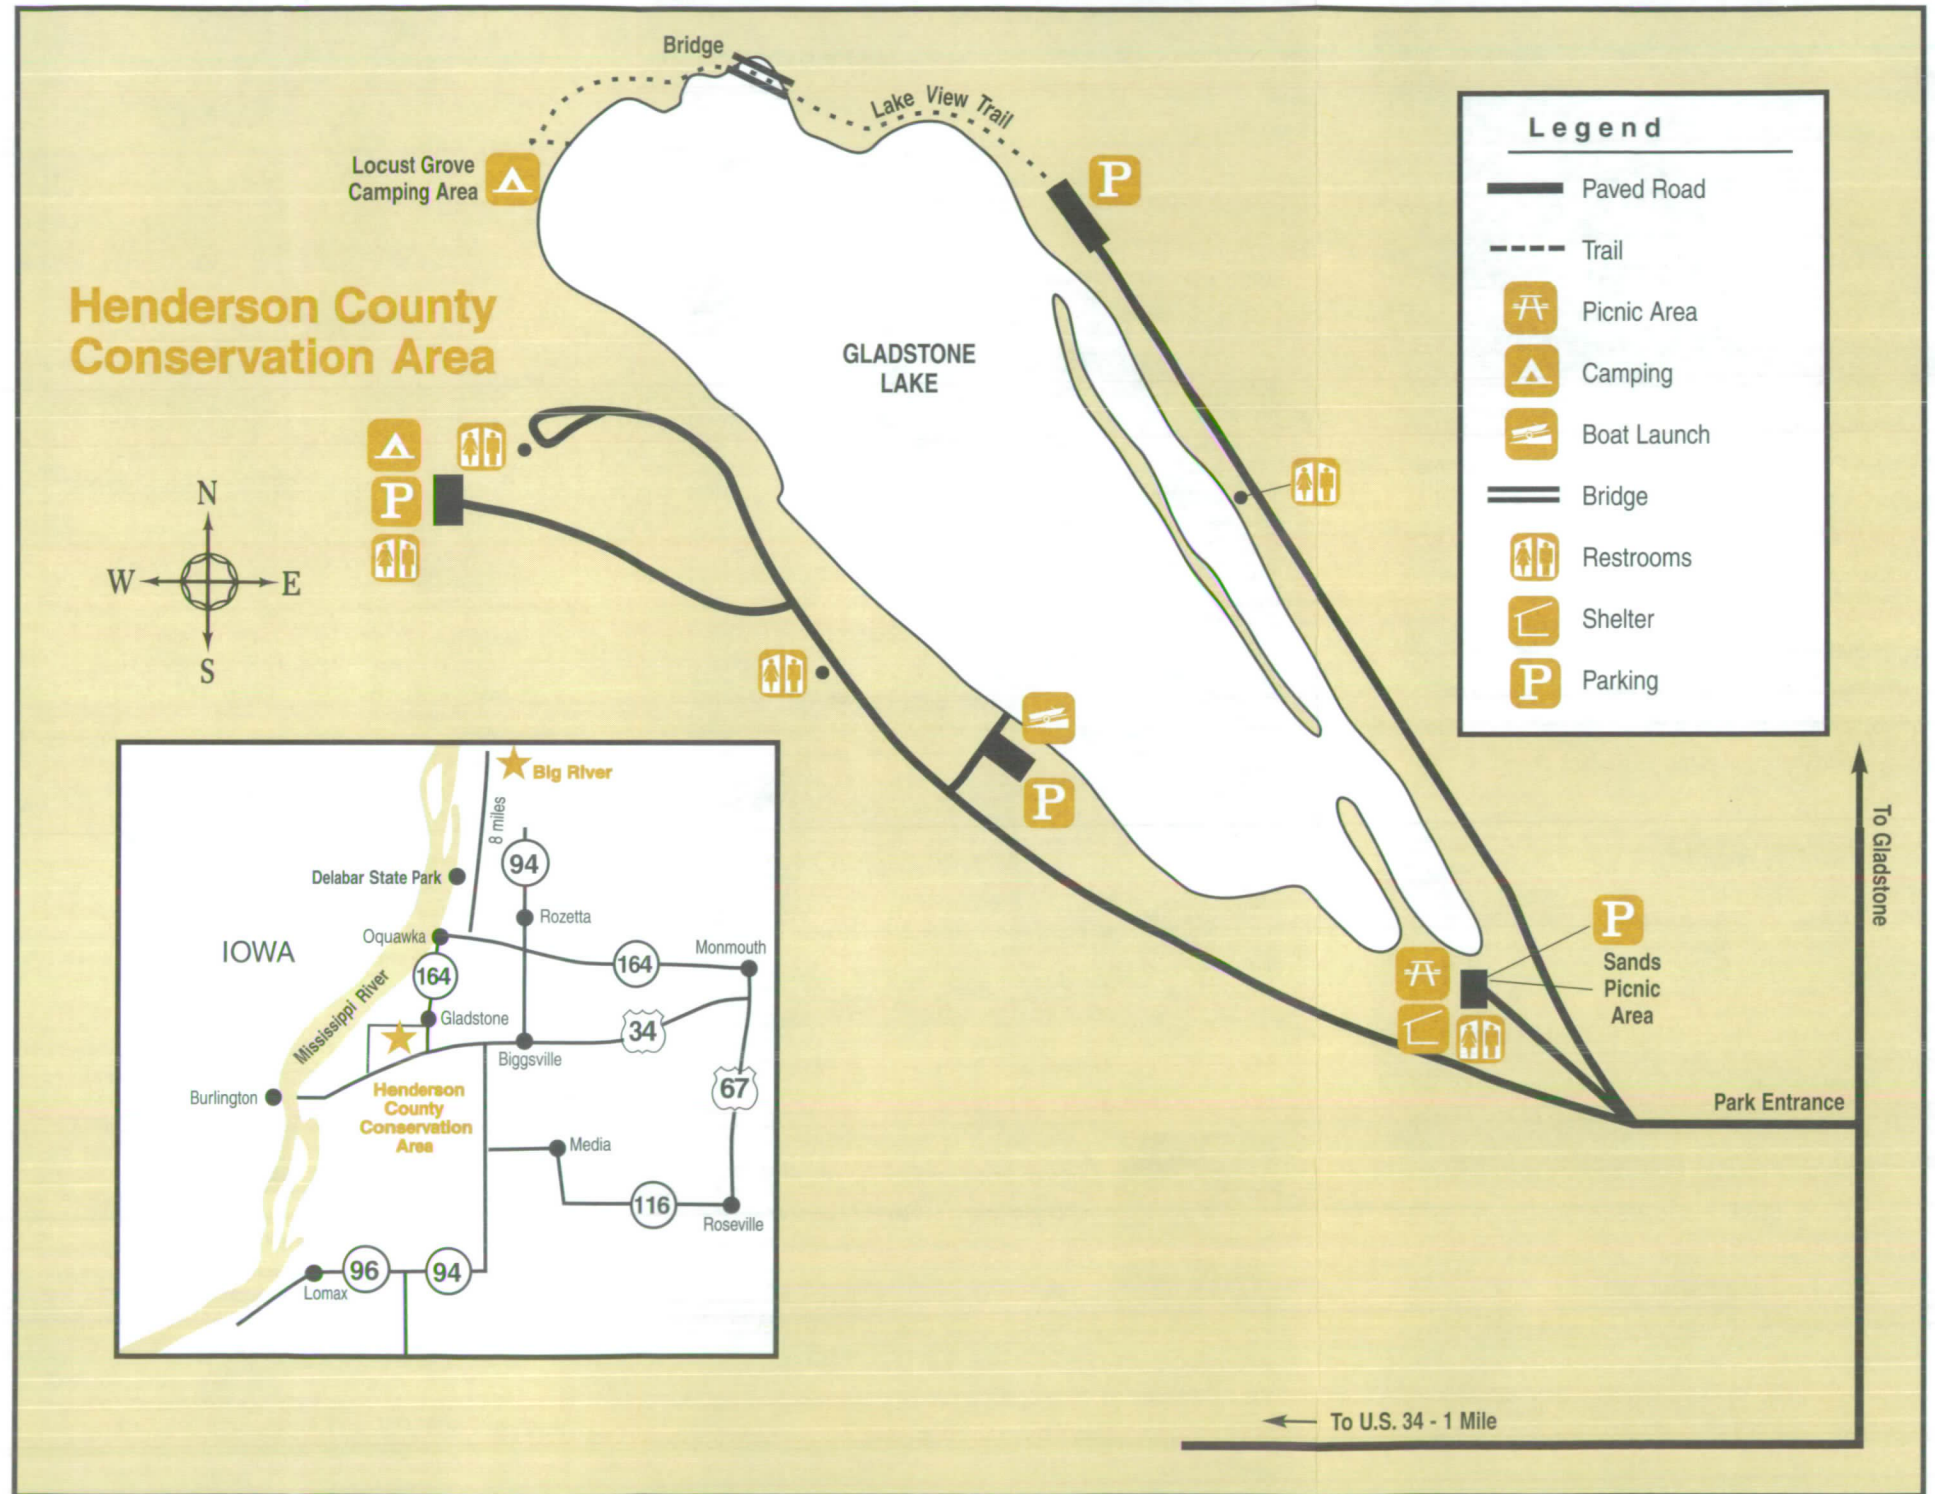 Bridge
Lake View Trail
P
Locust Grove
Camping Area
Henderson County
Conservation Area
GLADSTONE
LAKE
Legend
Paved Road
Trail
Picnic Area
Camping
Boat Launch
Bridge
Restrooms
Shelter
P Parking
P
N
W E
S
P
To Gladstone
P
Sands
Picnic
Area
Park Entrance
To U.S. 34 - 1 Mile
Big River
8 miles
94
Delabar State Park
Rozetta
Oquawka
IOWA
Monmouth
164
164
Mississippi River
Gladstone
34
Biggsville
67
Burlington
Henderson
County
Conservation
Area
Media
116
Roseville
96
94
Lomax